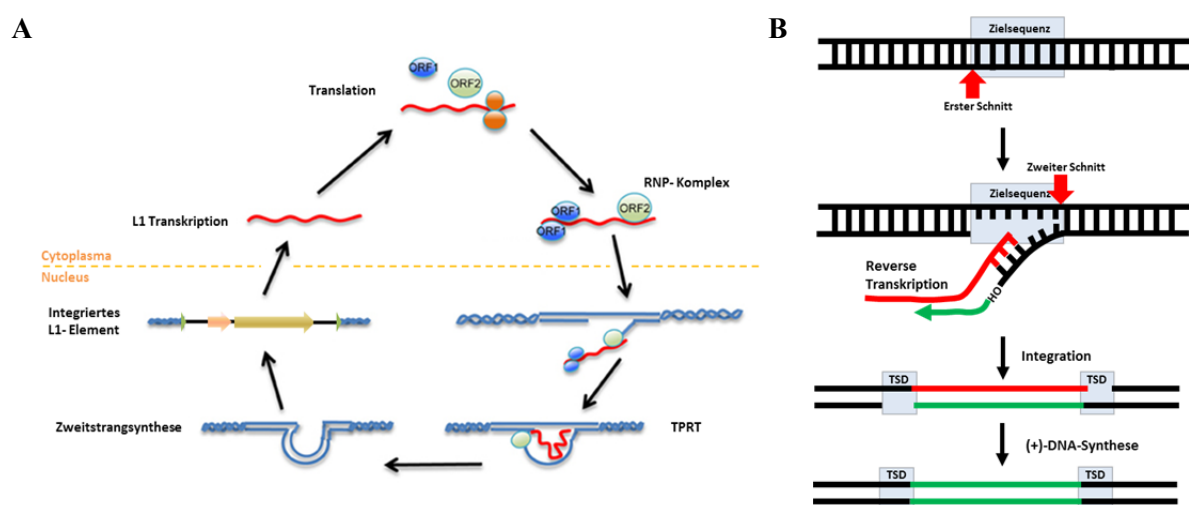 A
Translation
ORF1
ORF2
RNP- Komplex
ORF1
ORF2
ORF1
L1 Transkription
Cytoplasma
Nucleus
Integriertes
L1- Element
Zweitstrangsynthese
TPRT
B
Zielsequenz
Erster Schnitt
Zweiter Schnitt
Zielsequenz
Reverse
Transkription
HO
Integration
TSD
TSD
(+)-DNA-Synthese
TSD
TSD